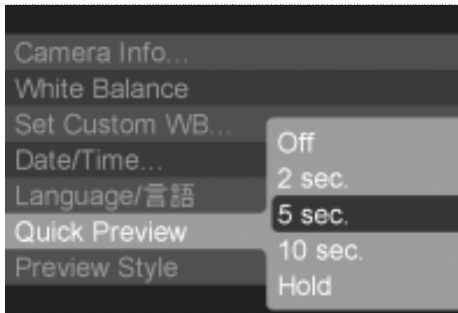 Camera Info...
White Balance
Set Custom WB...
Date/Time...
Language/言語
Quick Preview
Preview Style
Off
2 sec.
5 sec.
10 sec.
Hold